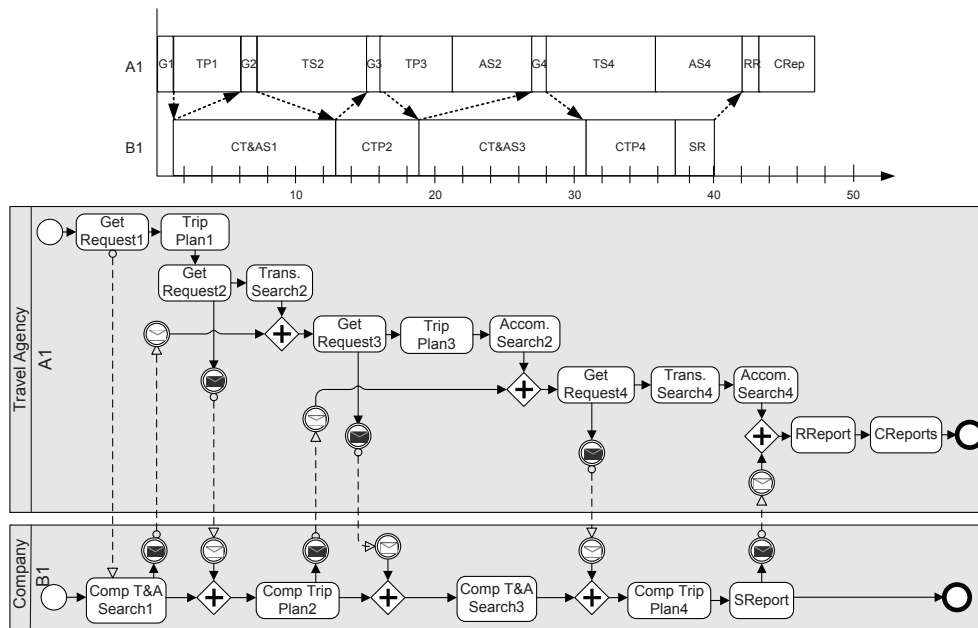 A1
G1
TP1
G2
TS2
G3
TP3
AS2
G4
TS4
AS4
RR
CRep
B1
CT&AS1
CTP2
CT&AS3
CTP4
SR
10
20
30
40
50
Travel Agency
A1
Get
Request1
Trip
Plan1
Get
Request2
Trans.
Search2
Get
Request3
Trip
Plan3
Accom.
Search2
Get
Request4
Trans.
Search4
Accom.
Search4
RReport
CReports
Company
B1
Comp T&A
Search1
Comp Trip
Plan2
Comp T&A
Search3
Comp Trip
Plan4
SReport